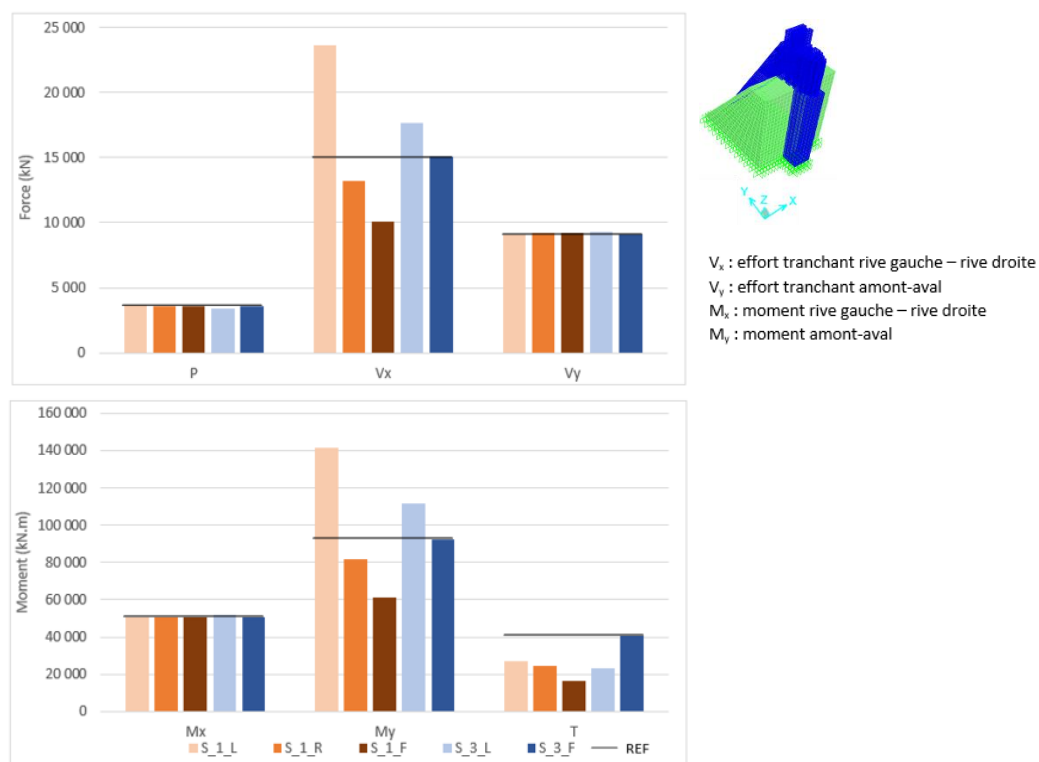 25 000
20 000
15 000
10 000
5 000
0
Force (kN)
P Vx Vy
Y Z X
Vx : effort tranchant rive gauche – rive droite
Vy : effort tranchant amont-aval
Mx : moment rive gauche – rive droite
My : moment amont-aval
160 000
140 000
120 000
100 000
80 000
60 000
40 000
20 000
0
Moment (kN.m)
Mx My T
S_1_L S_1_R S_1_F S_3_L S_3_F REF